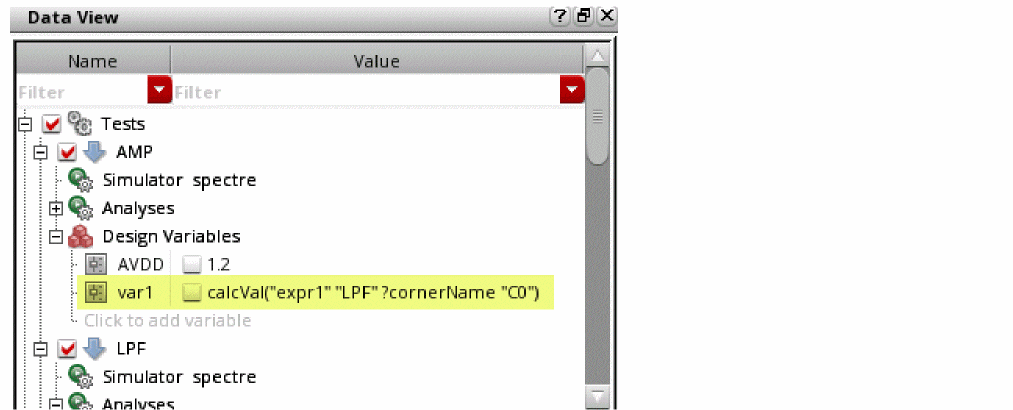 Data View
Name Value
Filter Filter
Tests
AMP
Simulator spectre
Analyses
Design Variables
AVDD 1.2
var1 calcVal("expr1" "LPF" ?cornerName "C0")
Click to add variable
LPF
Simulator spectre
Analyses